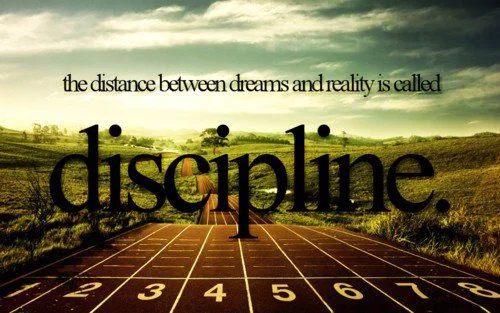 the distance between dreams and reality is called
discipline.
1 2 3 4 5 6 7 8